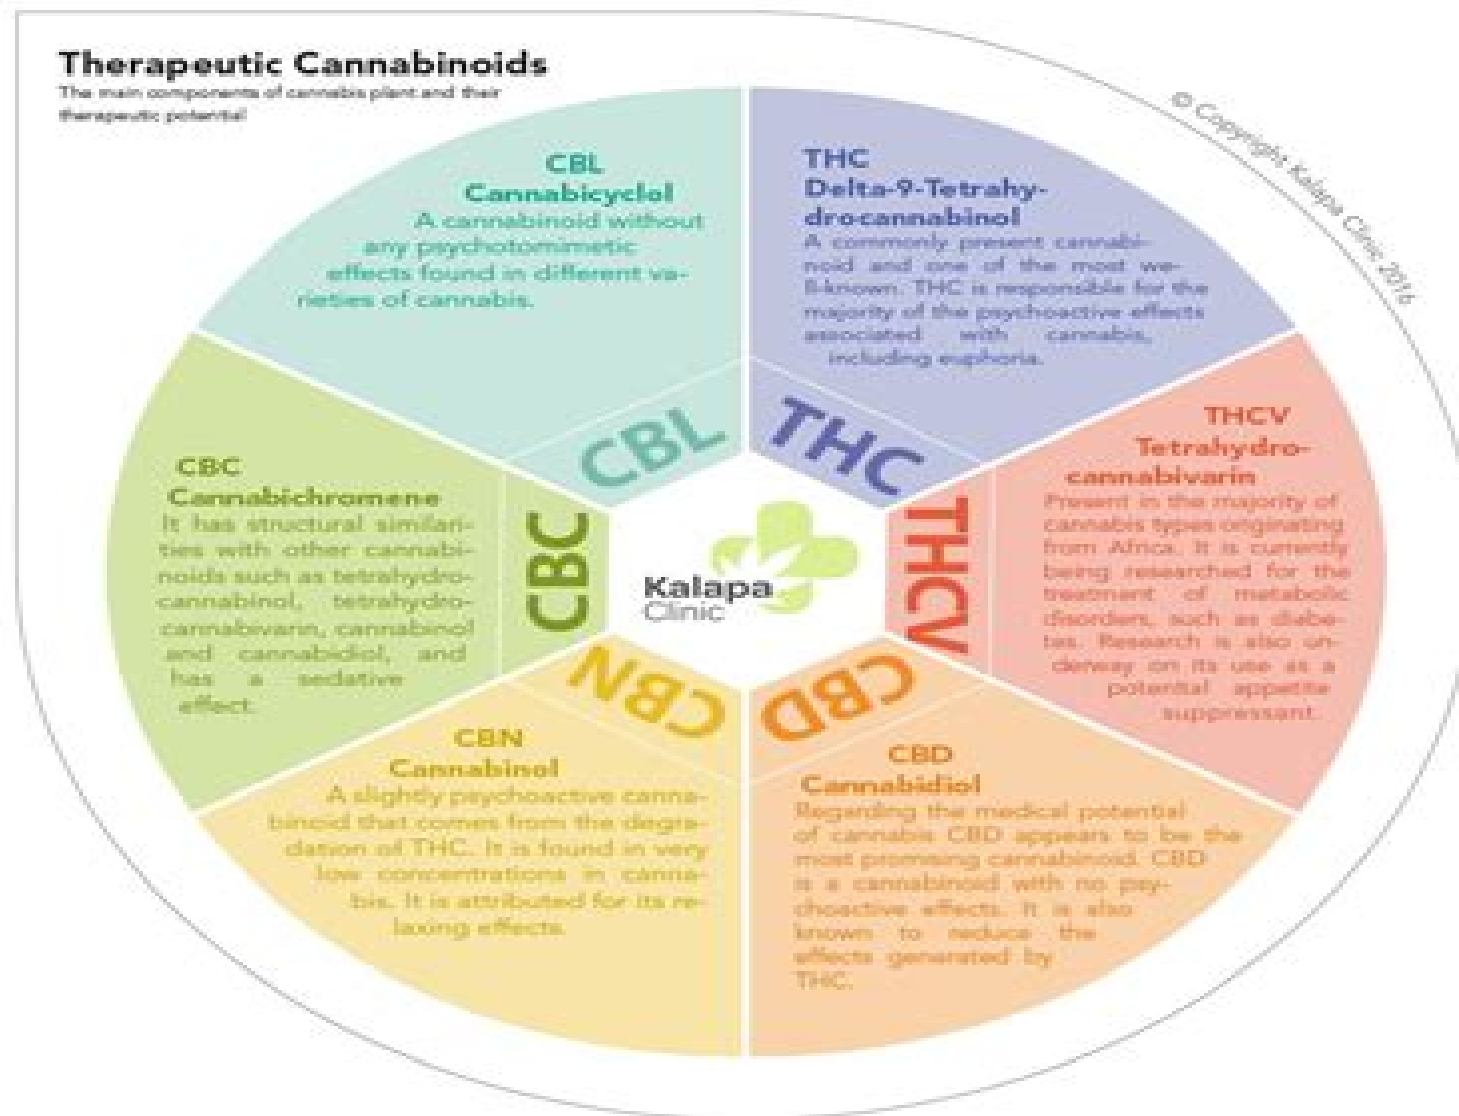 Therapeutic Cannabinoids
The main components of cannabis plant and their
therapeutic potential
© Copyright Kalapa Clinic 2016
CBL
Cannabicyclol
A cannabinoid without
any psychotomimetic
effects found in different va-
rieties of cannabis.
THC
Delta-9-Tetrahy-
drocannabinol
A commonly present cannabi-
noid and one of the most we-
ll-known. THC is responsible for the
majority of the psychoactive effects
associated with cannabis,
including euphoria.
THCV
Tetrahydro-
cannabivarin
Present in the majority of
cannabis types originating
from Africa. It is currently
being researched for the
treatment of metabolic
disorders, such as diabe-
tes. Research is also un-
derway on its use as a
potential appetite
suppressant.
CBD
Cannabidiol
Regarding the medical potential
of cannabis CBD appears to be the
most promising cannabinoid. CBD
is a cannabinoid with no psy-
choactive effects. It is also
known to reduce the
effects generated by
THC.
CBN
Cannabinol
A slightly psychoactive canna-
binoid that comes from the degra-
dation of THC. It is found in very
low concentrations in canna-
bis. It is attributed for its re-
laxing effects.
CBC
Cannabichromene
It has structural similari-
ties with other cannabi-
noids such as tetrahydro-
cannabinol, tetrahydro-
cannabivarin, cannabinol
and cannabidiol, and
has a sedative
effect.
CBL
THC
THCV
CBD
CBN
CBC
Kalapa
Clinic